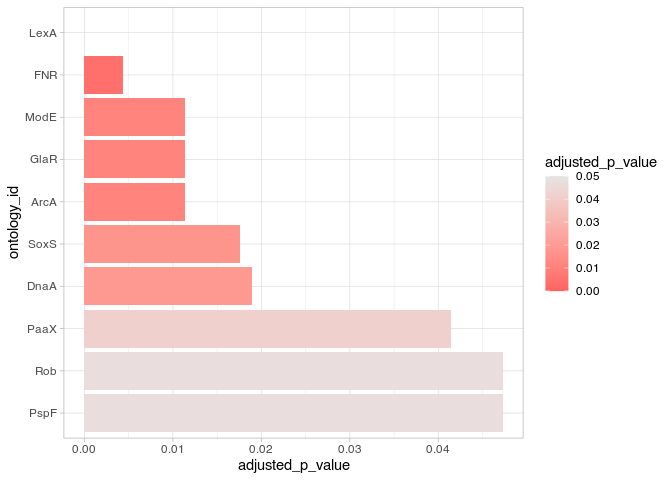 LexA
FNR
ModE
GlaR
ArcA
SoxS
DnaA
PaaX
Rob
PspF
ontology_id
0.00 0.01 0.02 0.03 0.04
adjusted_p_value
adjusted_p_value
0.05
0.04
0.03
0.02
0.01
0.00